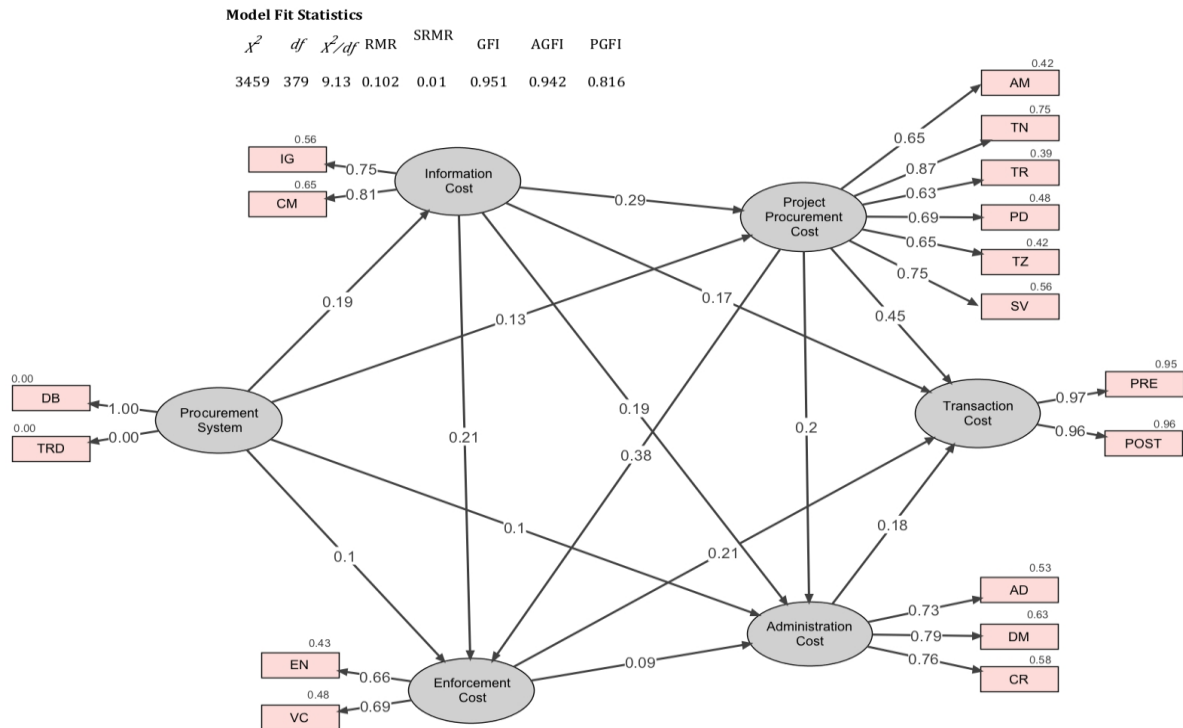 Model Fit Statistics
X² df X²/df RMR SRMR GFI AGFI PGFI
3459 379 9.13 0.102 0.01 0.951 0.942 0.816
0.42
AM
0.65
0.75
TN
0.87
0.39
TR
0.63
0.48
PD
0.69
0.42
TZ
0.65
0.56
SV
0.75
0.56
IG
0.75
0.65
CM
0.81
Information
Cost
Project
Procurement
Cost
0.29
0.19
0.13
0.17
0.45
0.00
DB
1.00
0.00
TRD
0.00
Procurement
System
Transaction
Cost
0.95
PRE
0.97
0.96
POST
0.96
0.21
0.19
0.38
0.2
0.1
0.1
0.21
0.18
0.43
EN
0.66
0.48
VC
0.69
Enforcement
Cost
0.09
Administration
Cost
0.53
AD
0.73
0.63
DM
0.79
0.58
CR
0.76